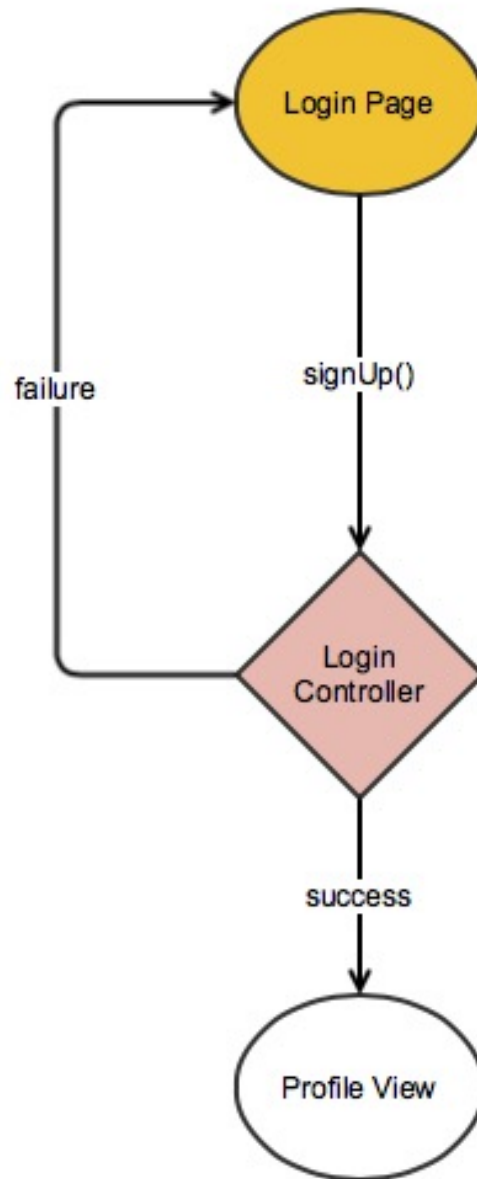 Login Page
signUp()
failure
Login
Controller
success
Profile View